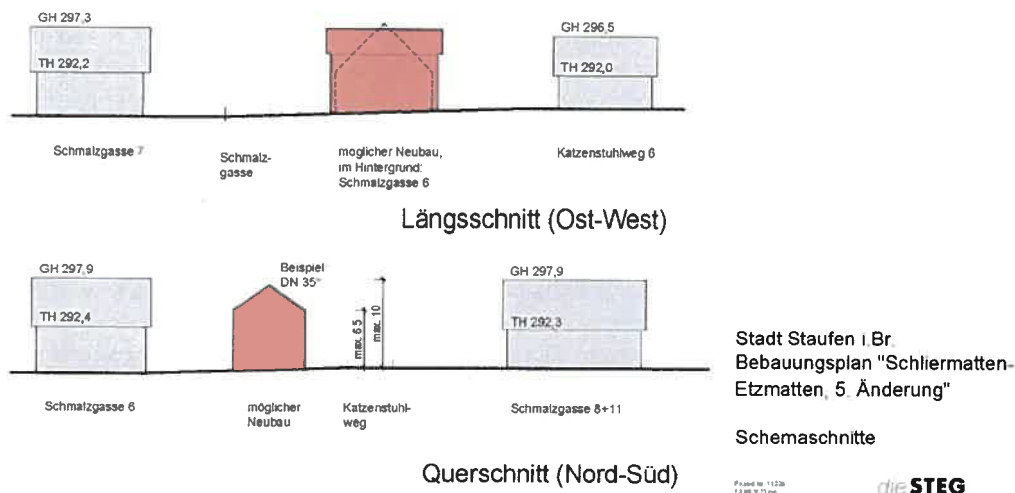 GH 297,3
TH 292,2
GH 296,5
TH 292,0
Schmalzgasse 7
Schmalz-
gasse
möglicher Neubau,
im Hintergrund:
Schmalzgasse 6
Katzenstuhlweg 6
Längsschnitt (Ost-West)
GH 297,9
TH 292,4
Beispiel
DN 35°
max. 6,5
max. 10
GH 297,9
TH 292,3
Schmalzgasse 6
möglicher
Neubau
Katzenstuhl-
weg
Schmalzgasse 8+11
Querschnitt (Nord-Süd)
Stadt Staufen i.Br.
Bebauungsplan "Schliermatten-
Etzmatten, 5. Änderung"
Schemaschnitte
die STEG